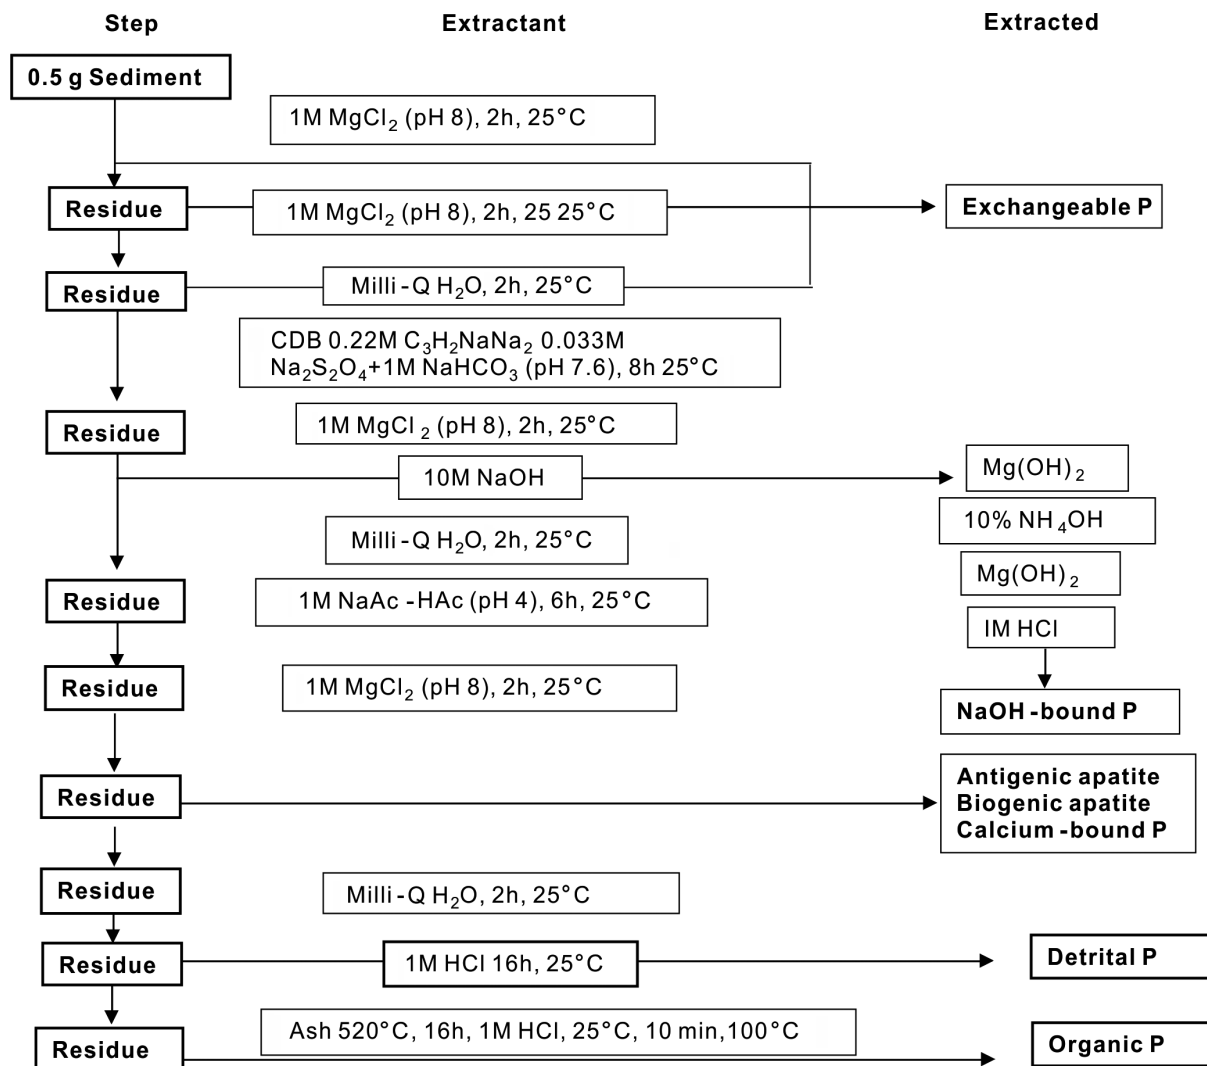 Step Extractant Extracted
0.5 g Sediment
1M MgCl₂ (pH 8), 2h, 25°C
Residue 1M MgCl₂ (pH 8), 2h, 25 25°C Exchangeable P
Residue Milli-Q H₂O, 2h, 25°C
CDB 0.22M C₃H₂NaNa₂ 0.033M
Na₂S₂O₄+1M NaHCO₃ (pH 7.6), 8h 25°C
Residue 1M MgCl₂ (pH 8), 2h, 25°C
10M NaOH Mg(OH)₂
10% NH₄OH
Milli-Q H₂O, 2h, 25°C
Mg(OH)₂
Residue 1M NaAc-HAc (pH 4), 6h, 25°C
IM HCl
Residue 1M MgCl₂ (pH 8), 2h, 25°C
NaOH-bound P
Residue
Antigenic apatite
Biogenic apatite
Calcium-bound P
Residue Milli-Q H₂O, 2h, 25°C
Residue 1M HCl 16h, 25°C Detrital P
Ash 520°C, 16h, 1M HCl, 25°C, 10 min,100°C
Residue Organic P